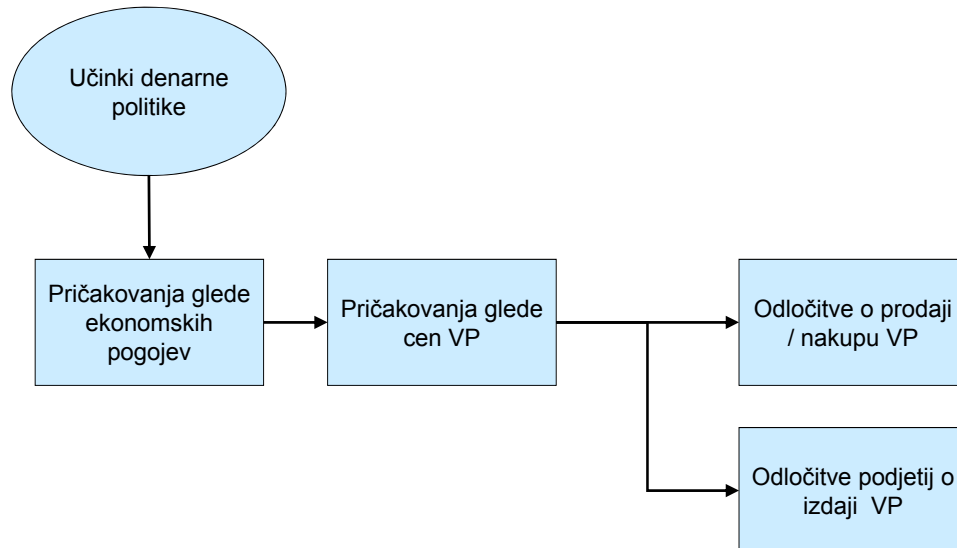 Učinki denarne
politike
Pričakovanja glede
ekonomskih
pogojev
Pričakovanja glede
cen VP
Odločitve o prodaji
/ nakupu VP
Odločitve podjetij o
izdaji VP